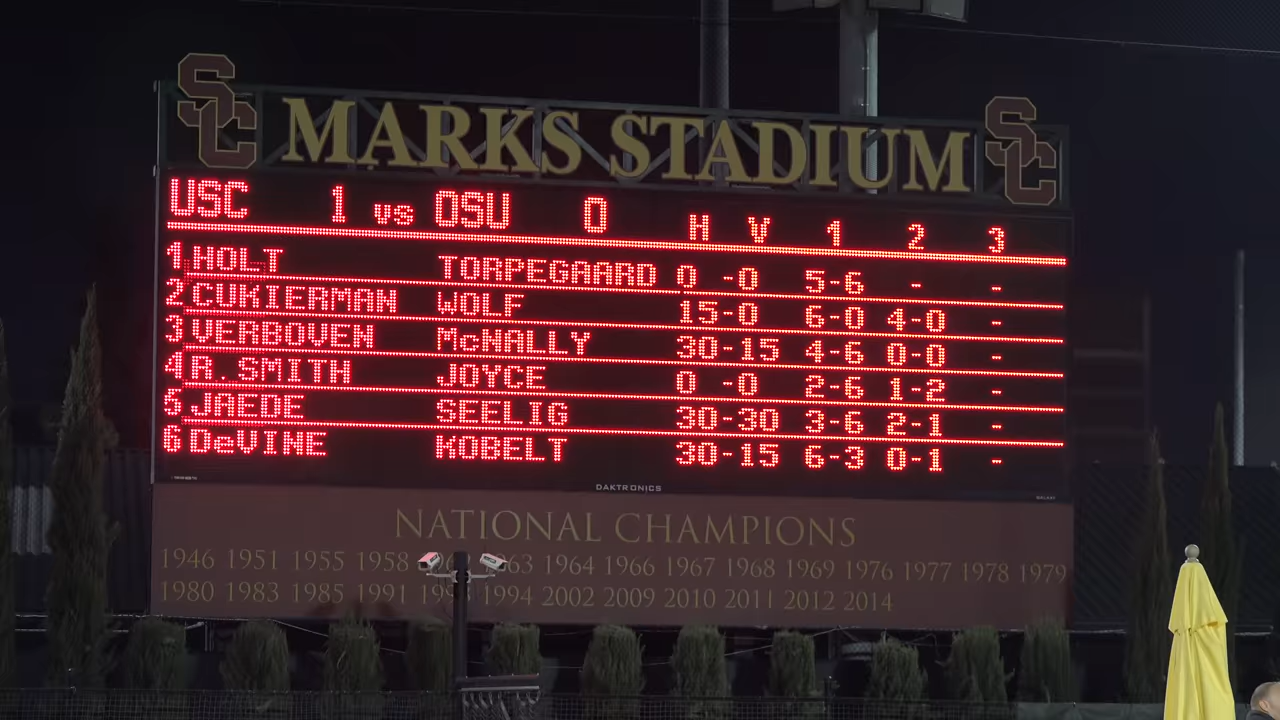 SC MARKS STADIUM SC
USC 1 vs OSU 0 H V 1 2 3
1 HOLT TORPEGAARD 0 -0 5-6 - -
2 CUKIERMAN WOLF 15-0 6-0 4-0 -
3 VERBOVEN McNALLY 30-15 4-6 0-0 -
4 R. SMITH JOYCE 0 -0 2-6 1-2 -
5 JAEDE SEELIG 30-30 3-6 2-1 -
6 DeVINE KOBELT 30-15 6-3 0-1 -
DAKTRONICS
NATIONAL CHAMPIONS
1946 1951 1955 1958 63 1964 1966 1967 1968 1969 1976 1977 1978 1979
1980 1983 1985 1991 1994 2002 2009 2010 2011 2012 2014